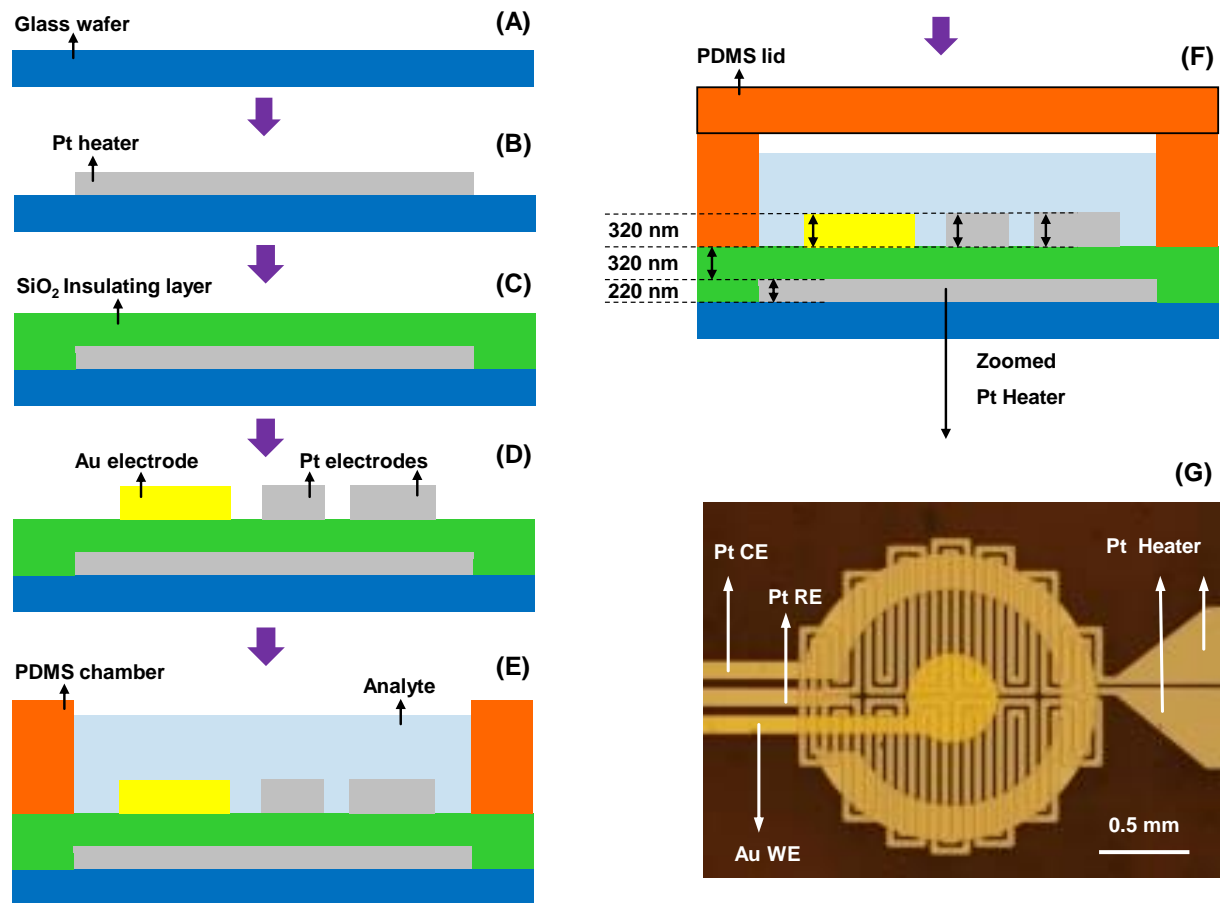 (A)
Glass wafer
(B)
Pt heater
(C)
SiO₂ Insulating layer
(D)
Au electrode
Pt electrodes
(E)
PDMS chamber
Analyte
(F)
PDMS lid
320 nm
320 nm
220 nm
Zoomed
Pt Heater
(G)
Pt CE
Pt Heater
Pt RE
Au WE
0.5 mm